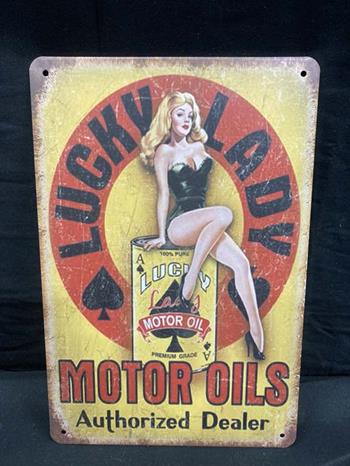 LUCKY LADY
100% PURE
A
LUCKY
Lady
MOTOR OIL
PREMIUM GRADE
A
MOTOR OILS
Authorized Dealer